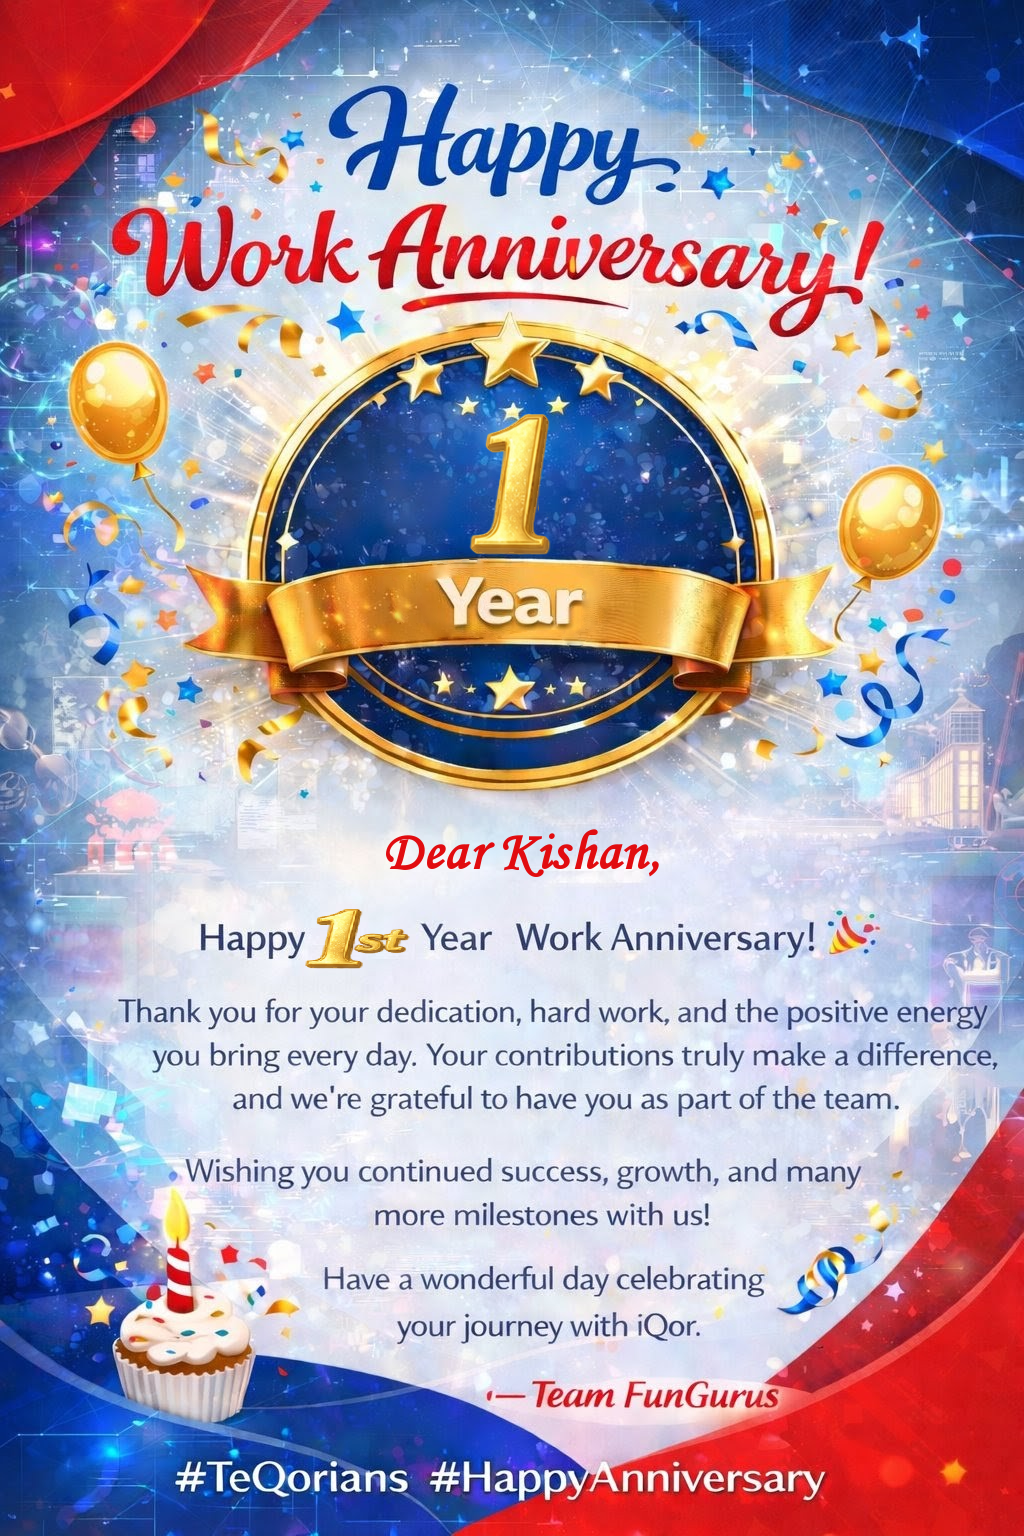 Happy
Work Anniversary!
1
Year
Dear Kishan,
Happy 1st Year Work Anniversary!
Thank you for your dedication, hard work, and the positive energy
you bring every day. Your contributions truly make a difference,
and we're grateful to have you as part of the team.
Wishing you continued success, growth, and many
more milestones with us!
Have a wonderful day celebrating
your journey with iQor.
— Team FunGurus
#TeQorians #HappyAnniversary